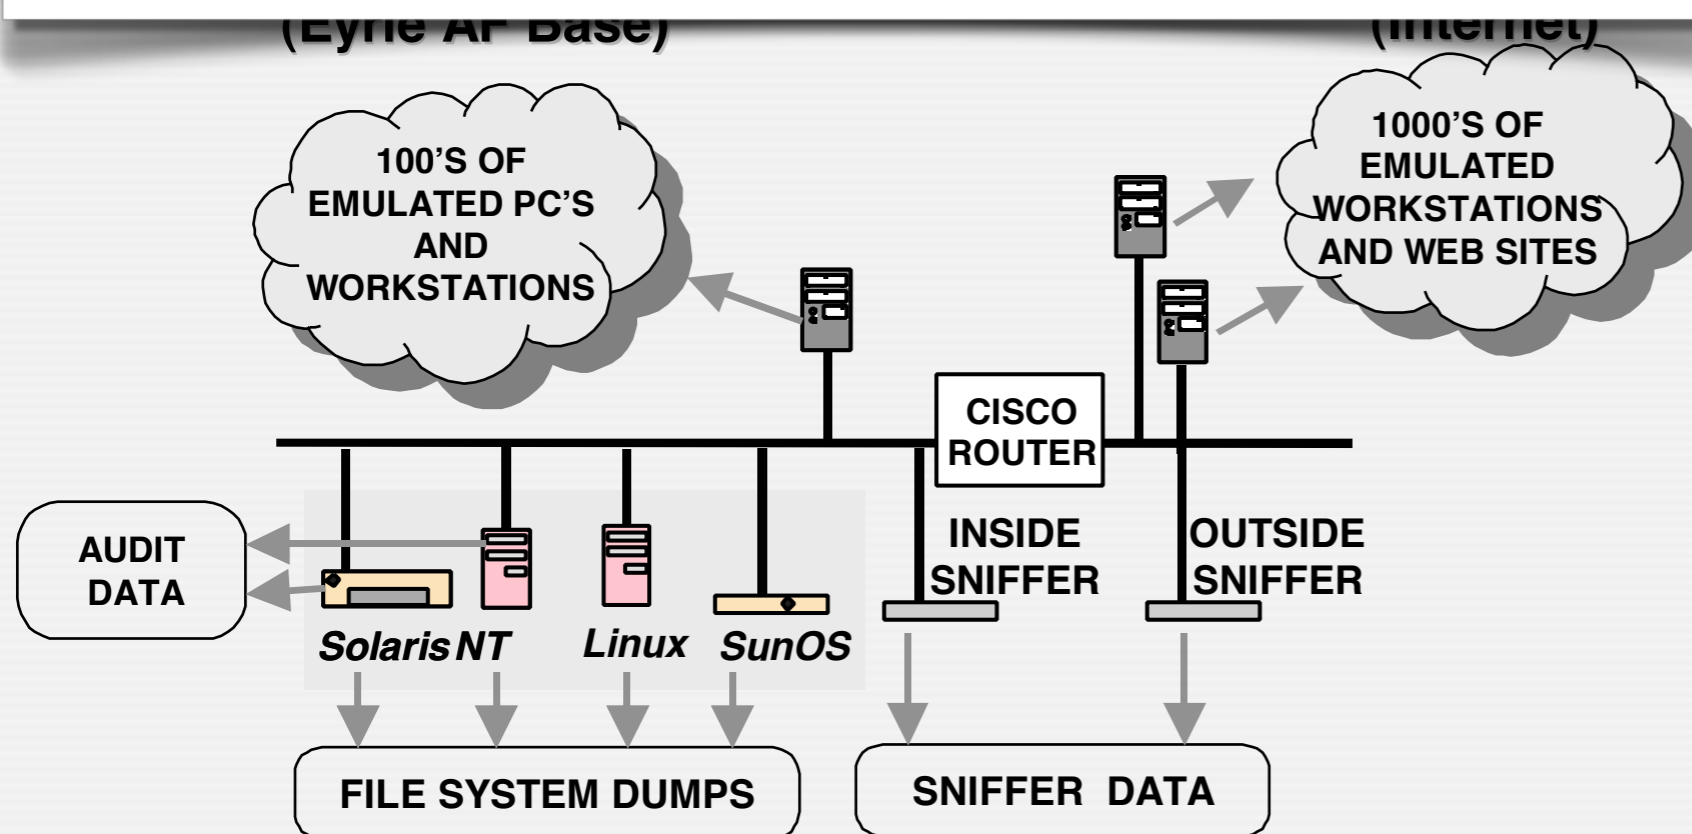 (Eyrie AF Base)
(Internet)
100’S OF
EMULATED PC’S
AND
WORKSTATIONS
1000’S OF
EMULATED
WORKSTATIONS
AND WEB SITES
CISCO
ROUTER
AUDIT
DATA
INSIDE
SNIFFER
OUTSIDE
SNIFFER
Solaris NT
Linux
SunOS
FILE SYSTEM DUMPS
SNIFFER DATA